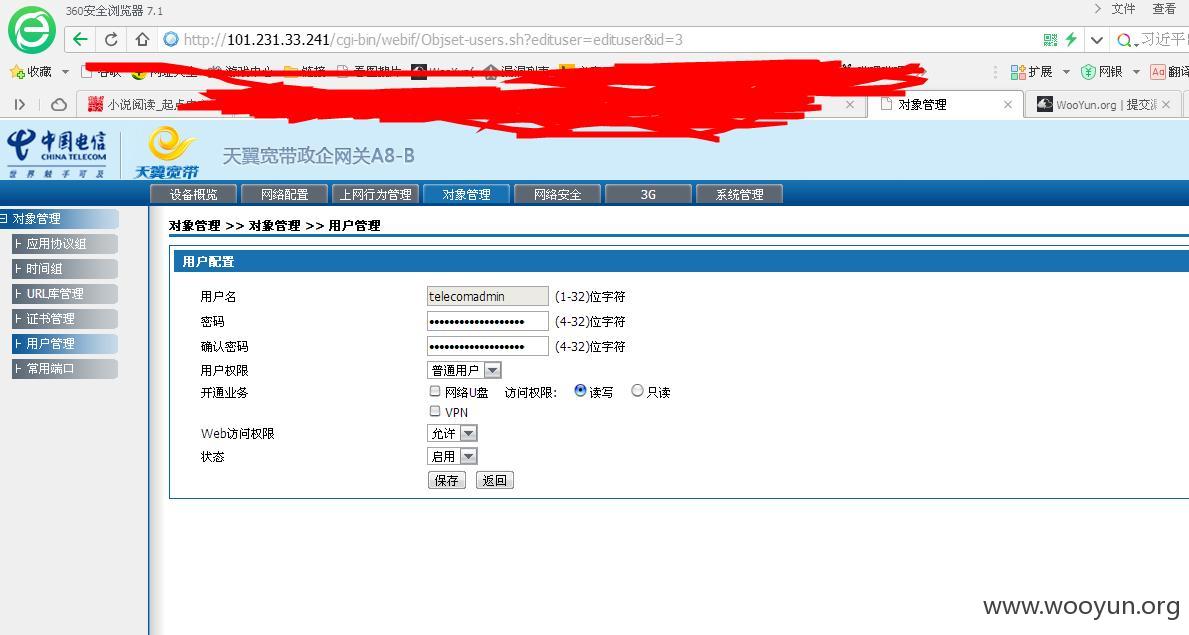 360安全浏览器 7.1
文件 查看
http://101.231.33.241/cgi-bin/webif/Objset-users.sh?edituser=edituser&id=3
习近平
收藏
扩展 网银 翻译
小说阅读_起点
对象管理
WooYun.org | 提交
中国电信
CHINA TELECOM
世界触手可及
天翼宽带
天翼宽带政企网关A8-B
设备概览 网络配置 上网行为管理 对象管理 网络安全 3G 系统管理
对象管理
应用协议组
时间组
URL库管理
证书管理
用户管理
常用端口
对象管理 >> 对象管理 >> 用户管理
用户配置
用户名 telecomadmin (1-32)位字符
密码 ••••••••••••••••••• (4-32)位字符
确认密码 ••••••••••••••••••• (4-32)位字符
用户权限 普通用户
开通业务 网络U盘 访问权限: 读写 只读
VPN
Web访问权限 允许
状态 启用
保存 返回
www.wooyun.org